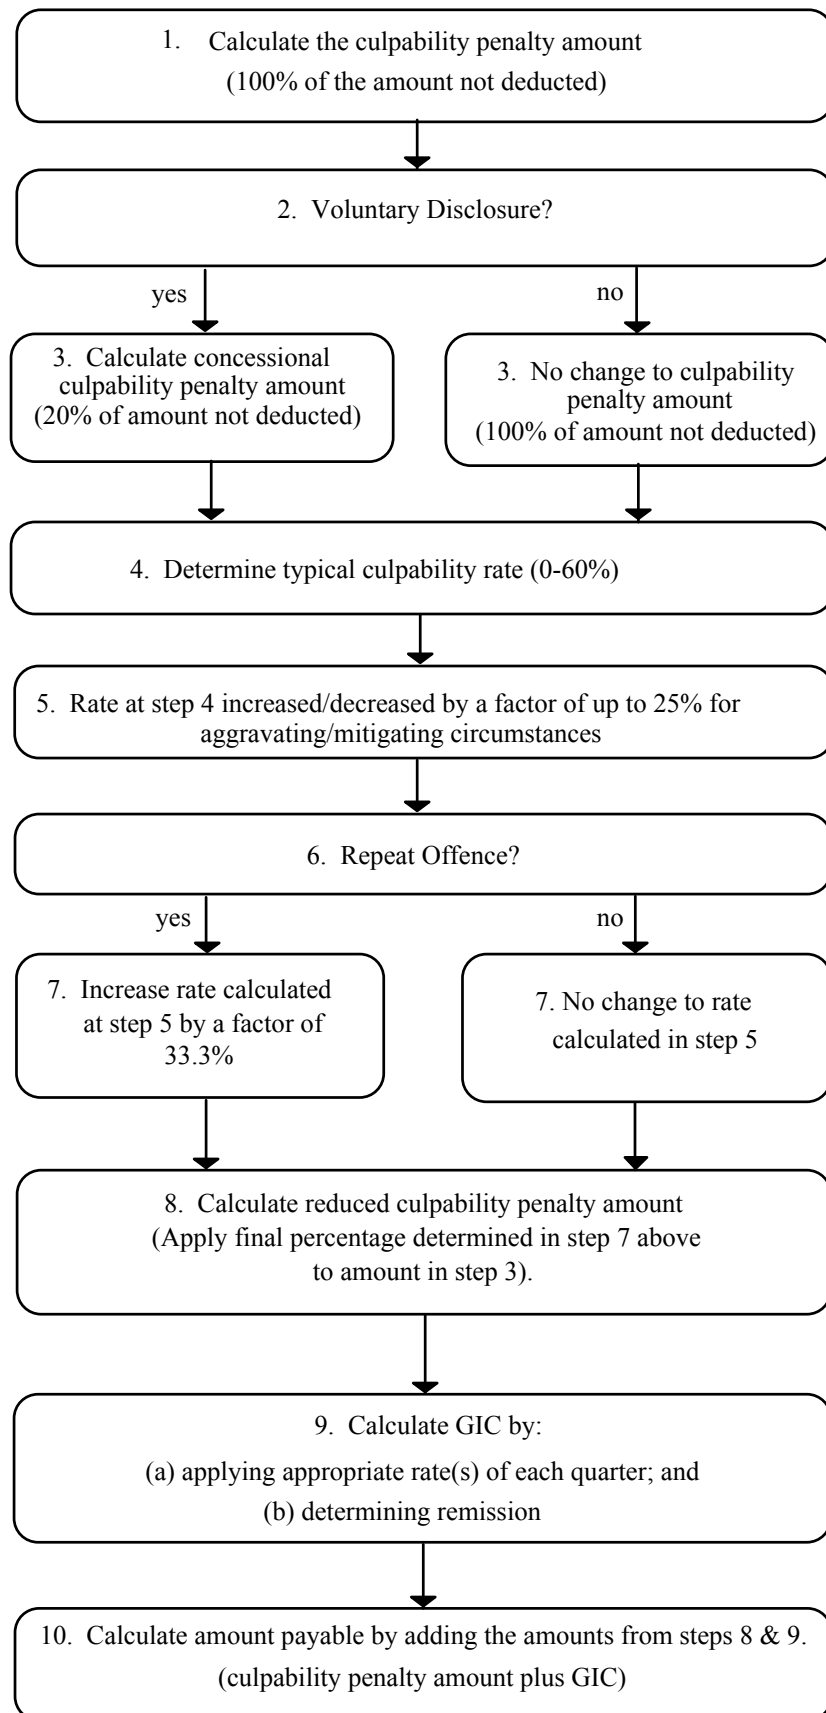 1. Calculate the culpability penalty amount
(100% of the amount not deducted)
2. Voluntary Disclosure?
yes
no
3. Calculate concessional
culpability penalty amount
(20% of amount not deducted)
3. No change to culpability
penalty amount
(100% of amount not deducted)
4. Determine typical culpability rate (0-60%)
5. Rate at step 4 increased/decreased by a factor of up to 25% for
aggravating/mitigating circumstances
6. Repeat Offence?
yes
no
7. Increase rate calculated
at step 5 by a factor of
33.3%
7. No change to rate
calculated in step 5
8. Calculate reduced culpability penalty amount
(Apply final percentage determined in step 7 above
to amount in step 3).
9. Calculate GIC by:
(a) applying appropriate rate(s) of each quarter; and
(b) determining remission
10. Calculate amount payable by adding the amounts from steps 8 & 9.
(culpability penalty amount plus GIC)